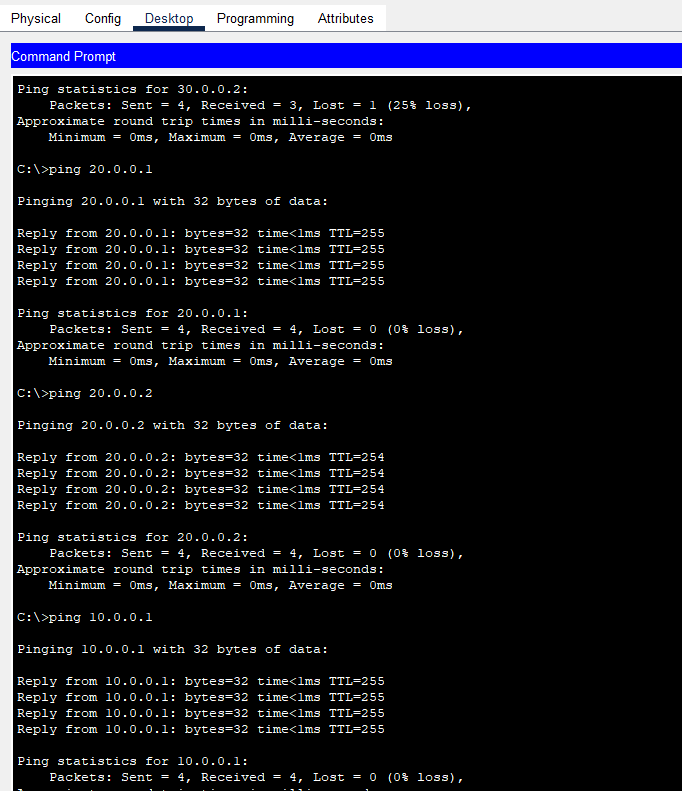 Physical Config Desktop Programming Attributes
Command Prompt
Ping statistics for 30.0.0.2:
Packets: Sent = 4, Received = 3, Lost = 1 (25% loss),
Approximate round trip times in milli-seconds:
Minimum = 0ms, Maximum = 0ms, Average = 0ms
C:\>ping 20.0.0.1
Pinging 20.0.0.1 with 32 bytes of data:
Reply from 20.0.0.1: bytes=32 time<1ms TTL=255
Reply from 20.0.0.1: bytes=32 time<1ms TTL=255
Reply from 20.0.0.1: bytes=32 time<1ms TTL=255
Reply from 20.0.0.1: bytes=32 time<1ms TTL=255
Ping statistics for 20.0.0.1:
Packets: Sent = 4, Received = 4, Lost = 0 (0% loss),
Approximate round trip times in milli-seconds:
Minimum = 0ms, Maximum = 0ms, Average = 0ms
C:\>ping 20.0.0.2
Pinging 20.0.0.2 with 32 bytes of data:
Reply from 20.0.0.2: bytes=32 time<1ms TTL=254
Reply from 20.0.0.2: bytes=32 time<1ms TTL=254
Reply from 20.0.0.2: bytes=32 time<1ms TTL=254
Reply from 20.0.0.2: bytes=32 time<1ms TTL=254
Ping statistics for 20.0.0.2:
Packets: Sent = 4, Received = 4, Lost = 0 (0% loss),
Approximate round trip times in milli-seconds:
Minimum = 0ms, Maximum = 0ms, Average = 0ms
C:\>ping 10.0.0.1
Pinging 10.0.0.1 with 32 bytes of data:
Reply from 10.0.0.1: bytes=32 time<1ms TTL=255
Reply from 10.0.0.1: bytes=32 time<1ms TTL=255
Reply from 10.0.0.1: bytes=32 time<1ms TTL=255
Reply from 10.0.0.1: bytes=32 time<1ms TTL=255
Ping statistics for 10.0.0.1:
Packets: Sent = 4, Received = 4, Lost = 0 (0% loss),